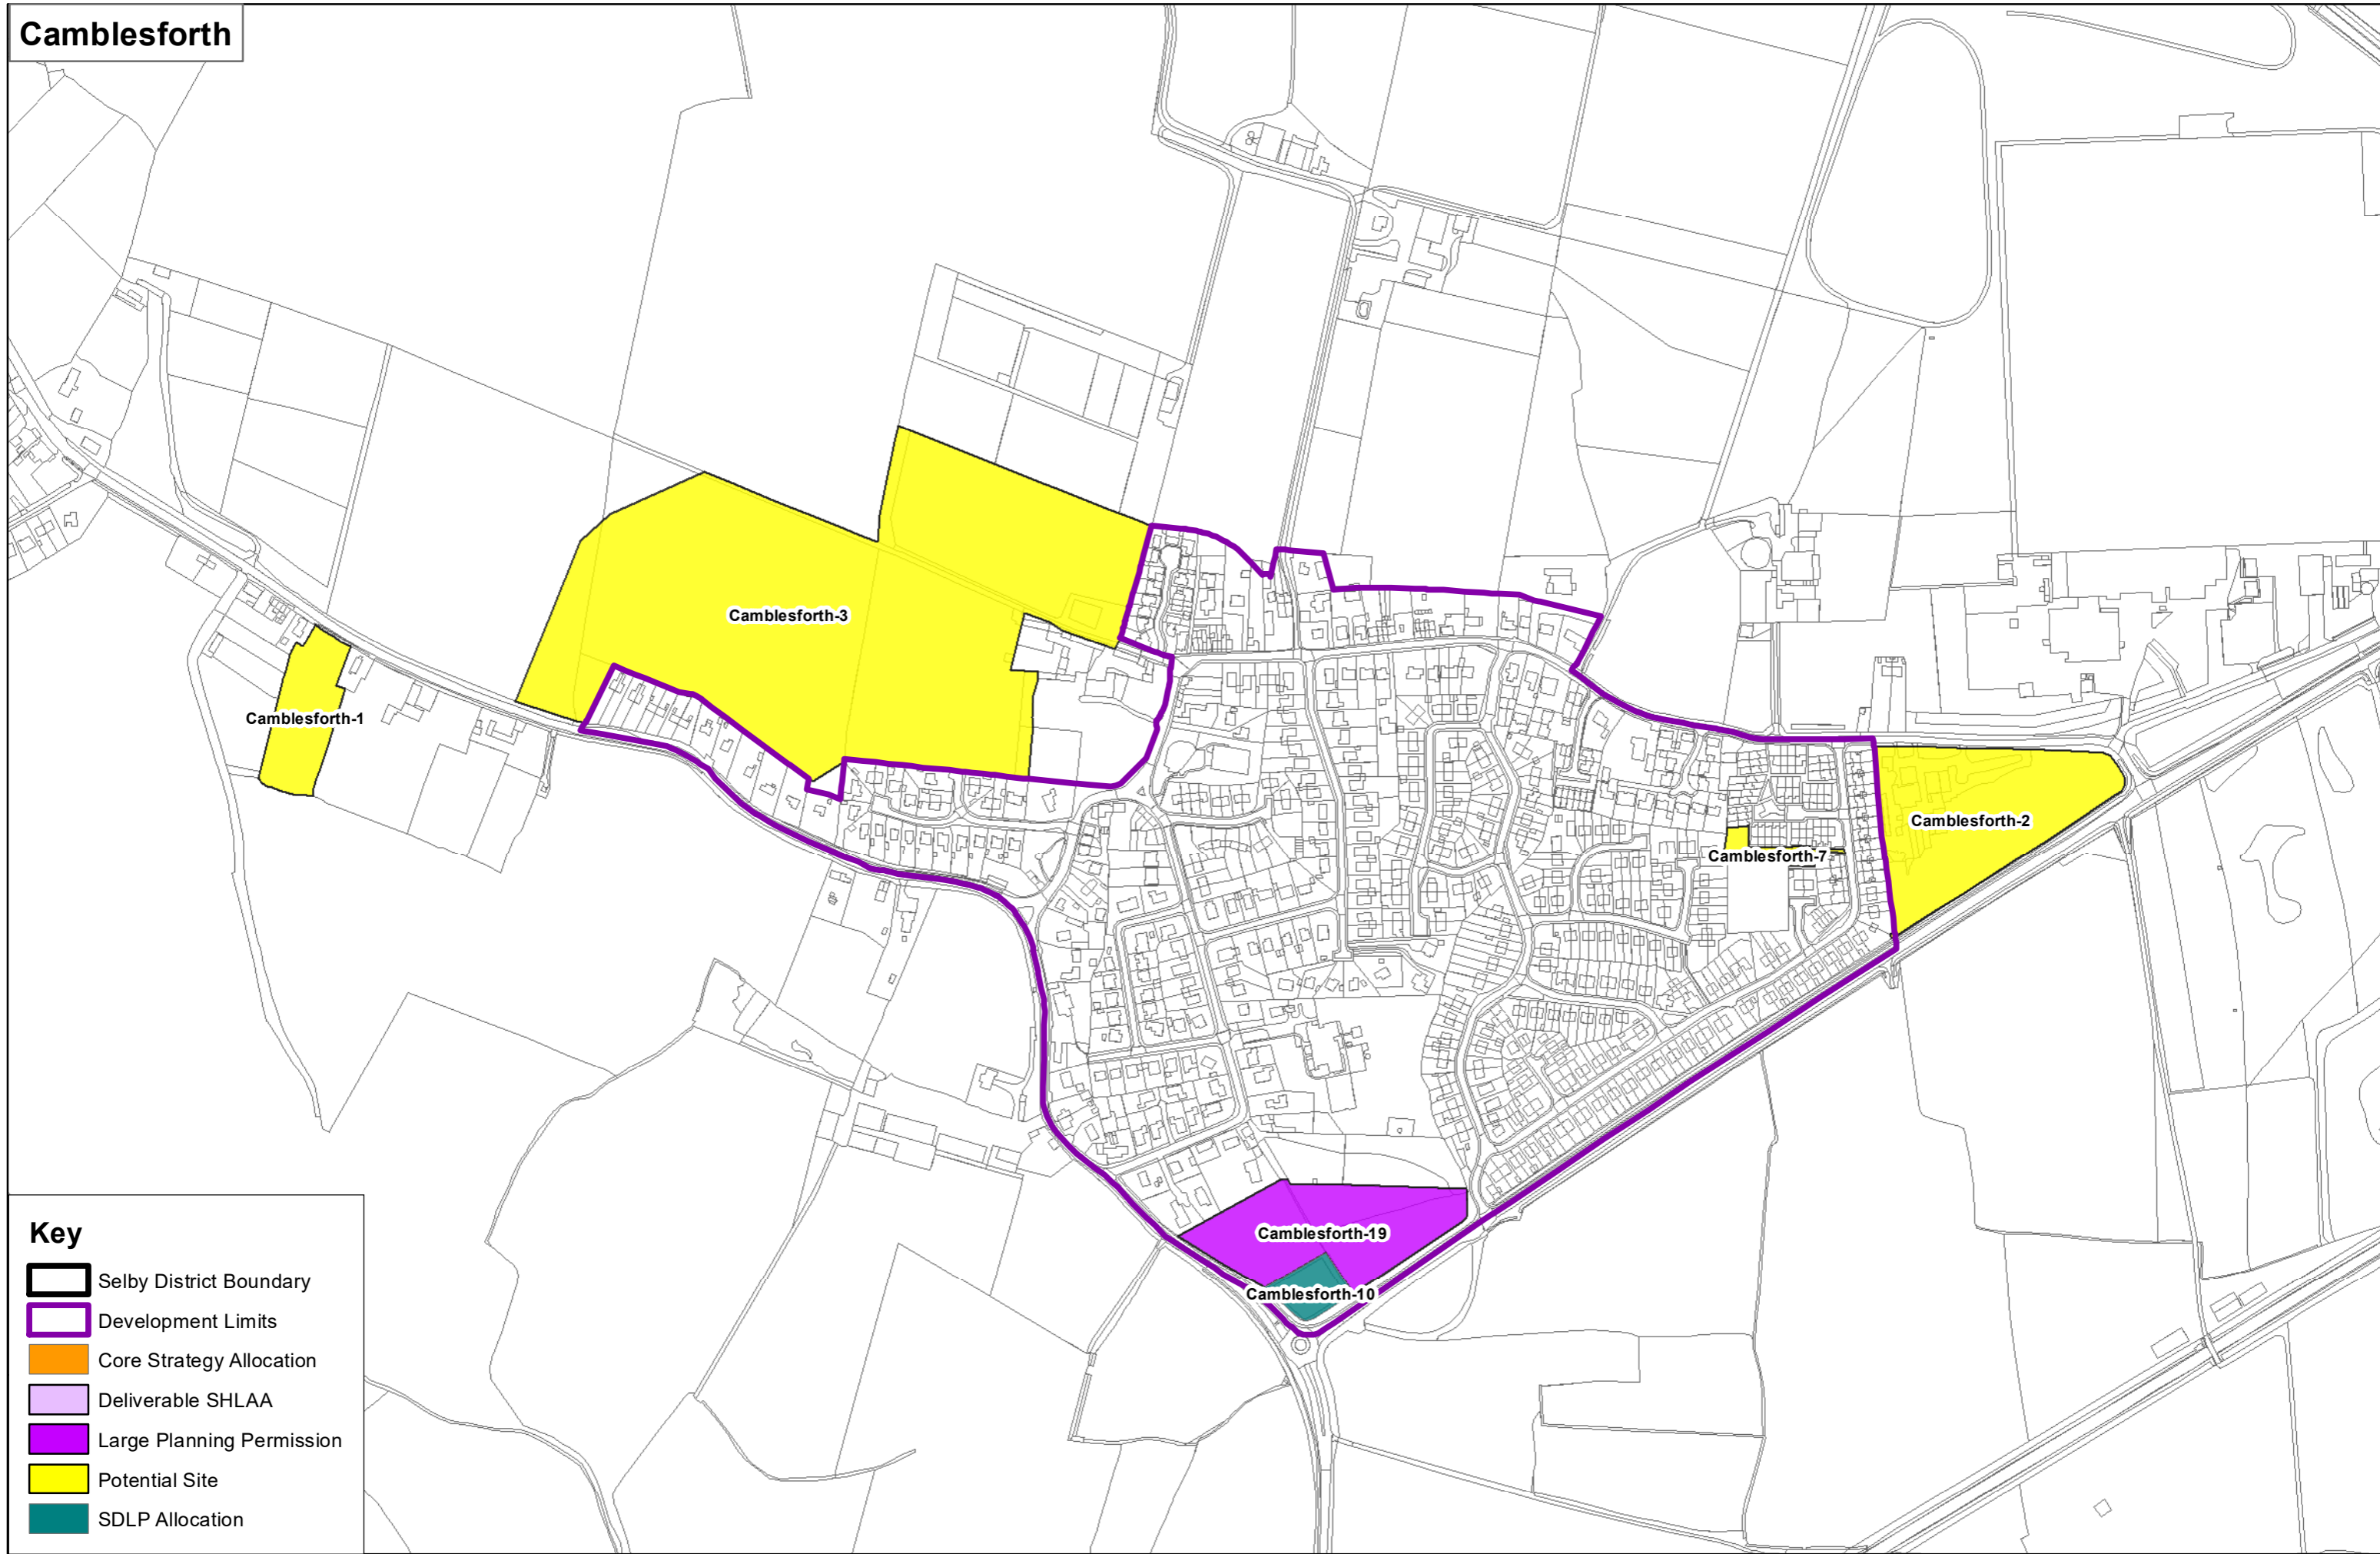 Camblesforth
Camblesforth-3
Camblesforth-1
Camblesforth-2
Camblesforth-7
Camblesforth-19
Camblesforth-10
Key
Selby District Boundary
Development Limits
Core Strategy Allocation
Deliverable SHLAA
Large Planning Permission
Potential Site
SDLP Allocation